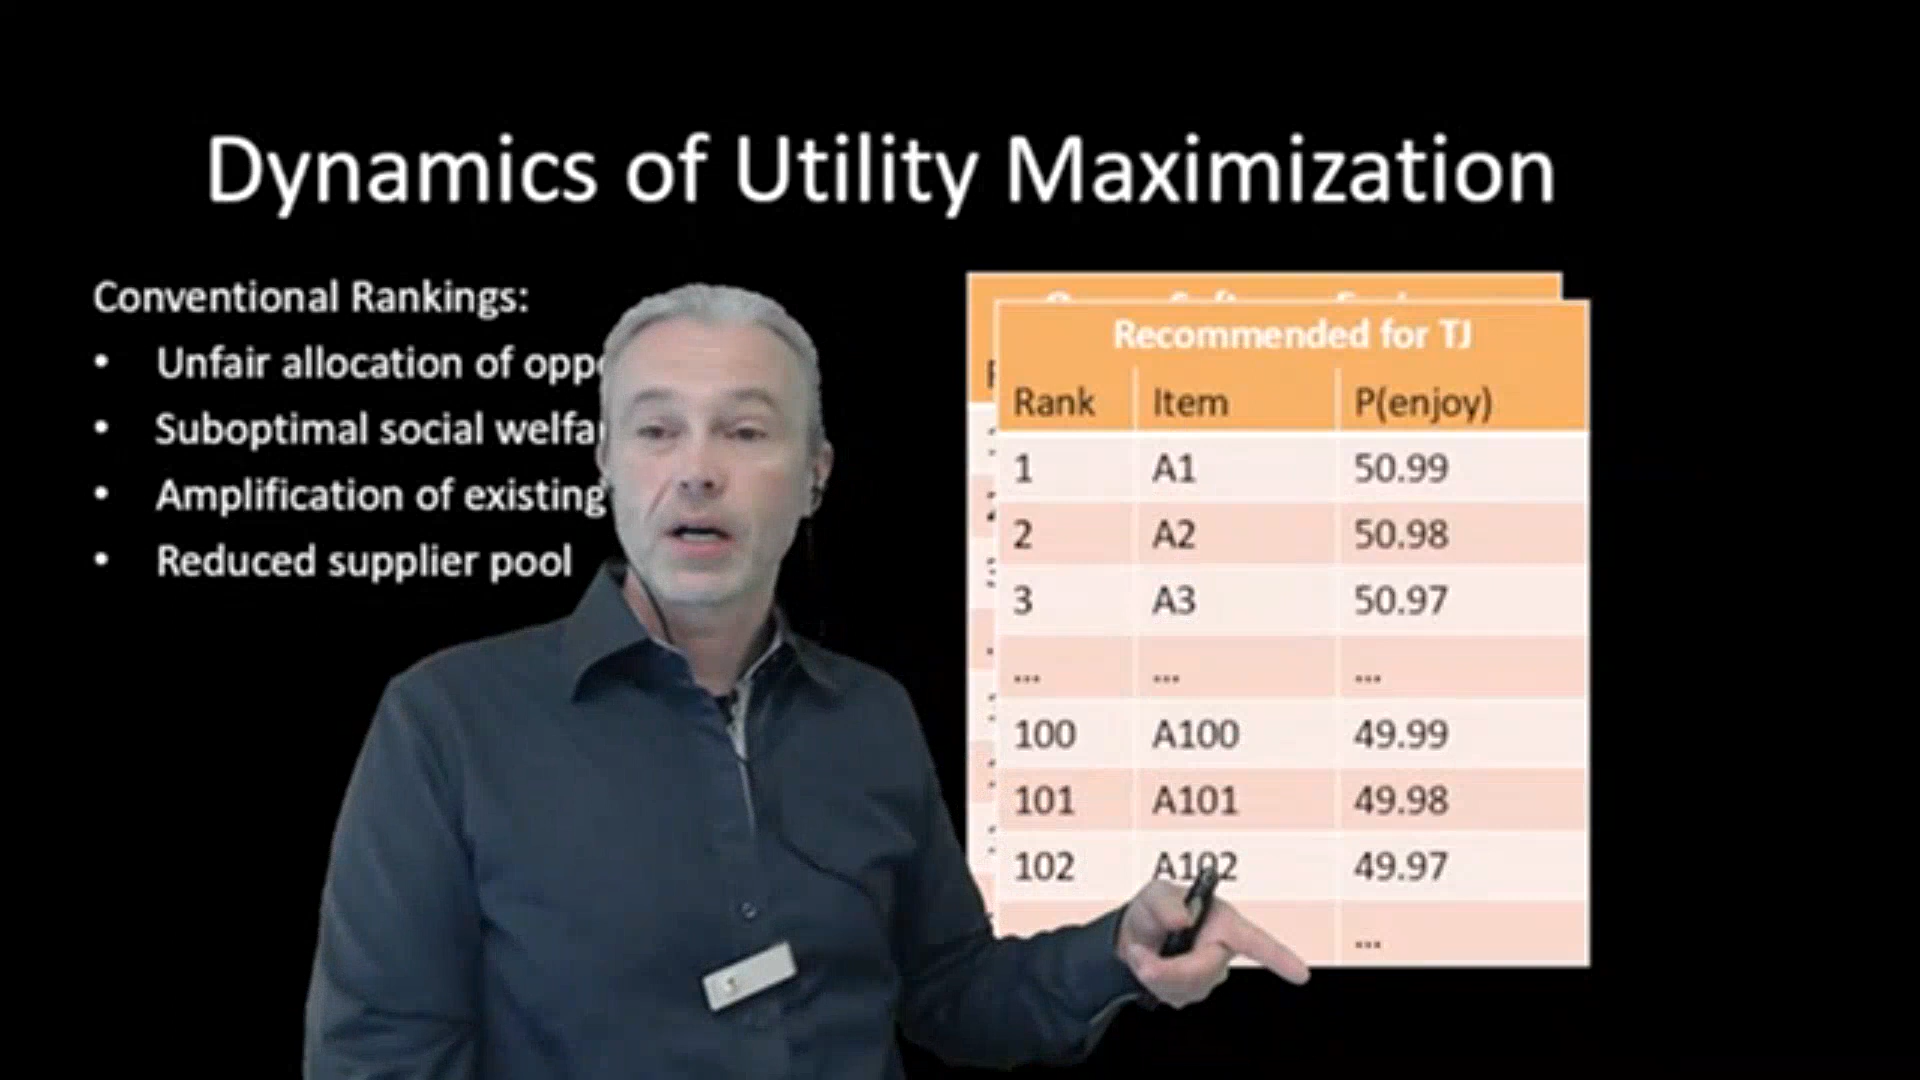 Dynamics of Utility Maximization
Conventional Rankings:
• Unfair allocation of
• Suboptimal social
• Amplification of existing
• Reduced supplier pool
Recommended for TJ
Rank Item P(enjoy)
1 A1 50.99
2 A2 50.98
3 A3 50.97
... ... ...
100 A100 49.99
101 A101 49.98
102 A102 49.97
...